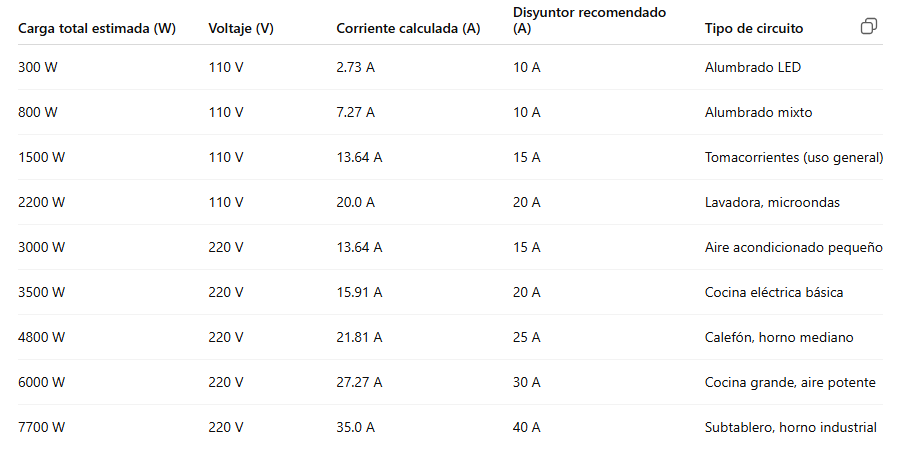 Carga total estimada (W) Voltaje (V) Corriente calculada (A) Disyuntor recomendado (A) Tipo de circuito
300 W 110 V 2.73 A 10 A Alumbrado LED
800 W 110 V 7.27 A 10 A Alumbrado mixto
1500 W 110 V 13.64 A 15 A Tomacorrientes (uso general)
2200 W 110 V 20.0 A 20 A Lavadora, microondas
3000 W 220 V 13.64 A 15 A Aire acondicionado pequeño
3500 W 220 V 15.91 A 20 A Cocina eléctrica básica
4800 W 220 V 21.81 A 25 A Calefón, horno mediano
6000 W 220 V 27.27 A 30 A Cocina grande, aire potente
7700 W 220 V 35.0 A 40 A Subtablero, horno industrial